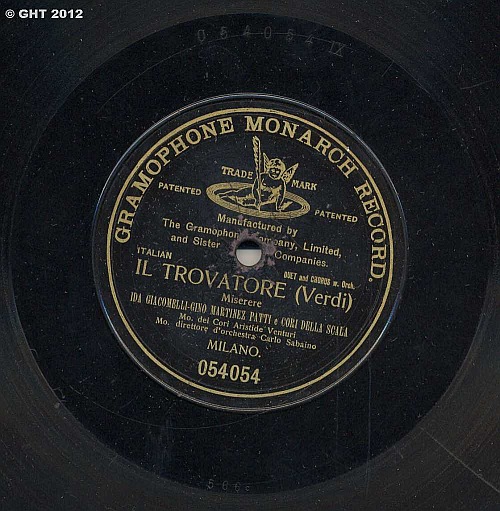 © GHT 2012
054054 IX
GRAMOPHONE MONARCH RECORD.
TRADE MARK
PATENTED PATENTED
Manufactured by
The Gramophone Company, Limited,
and Sister Companies.
ITALIAN
DUET and CHORUS w. Orch.
IL TROVATORE (Verdi)
Miserere
IDA GIACOMELLI-GINO MARTINEZ PATTI e CORI DELLA SCALA
Mo. dei Cori Aristide Venturi
Mo. direttore d'orchestra Carlo Sabaino
MILANO.
054054